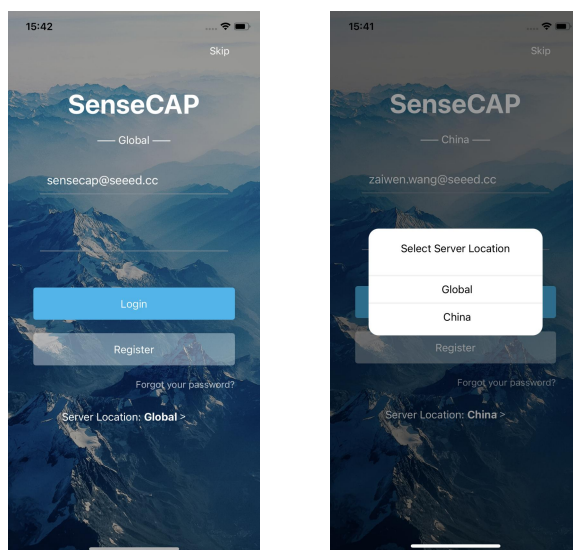 15:42
Skip
SenseCAP
Global
sensecap@seeed.cc
Login
Register
Forgot your password?
Server Location: Global >
15:41
Skip
SenseCAP
China
zaiwen.wang@seeed.cc
Select Server Location
Global
China
Register
Forgot your password?
Server Location: China >